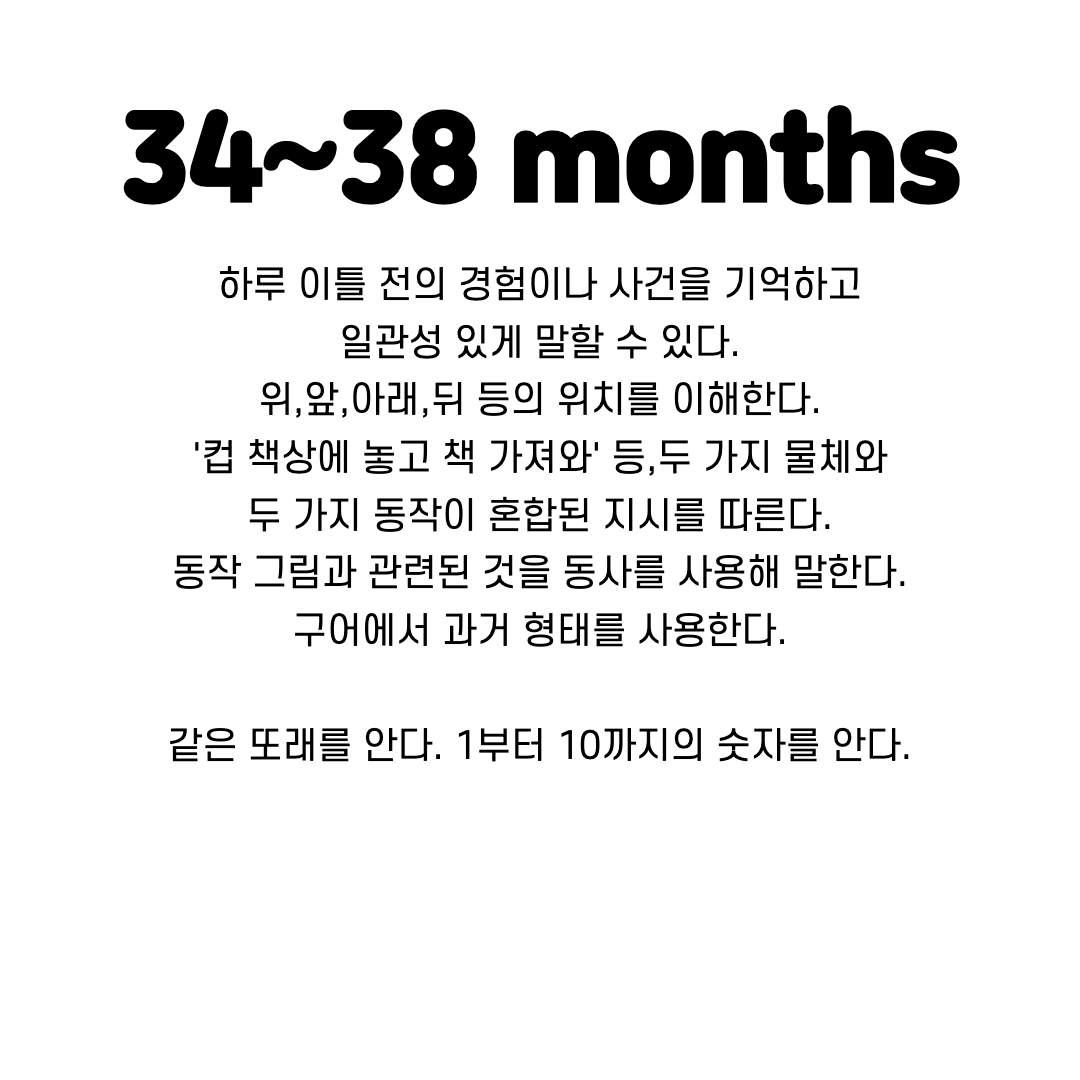 34~38 months
하루 이틀 전의 경험이나 사건을 기억하고
일관성 있게 말할 수 있다.
위,앞,아래,뒤 등의 위치를 이해한다.
'컵 책상에 놓고 책 가져와' 등,두 가지 물체와
두 가지 동작이 혼합된 지시를 따른다.
동작 그림과 관련된 것을 동사를 사용해 말한다.
구어에서 과거 형태를 사용한다.
같은 또래를 안다. 1부터 10까지의 숫자를 안다.